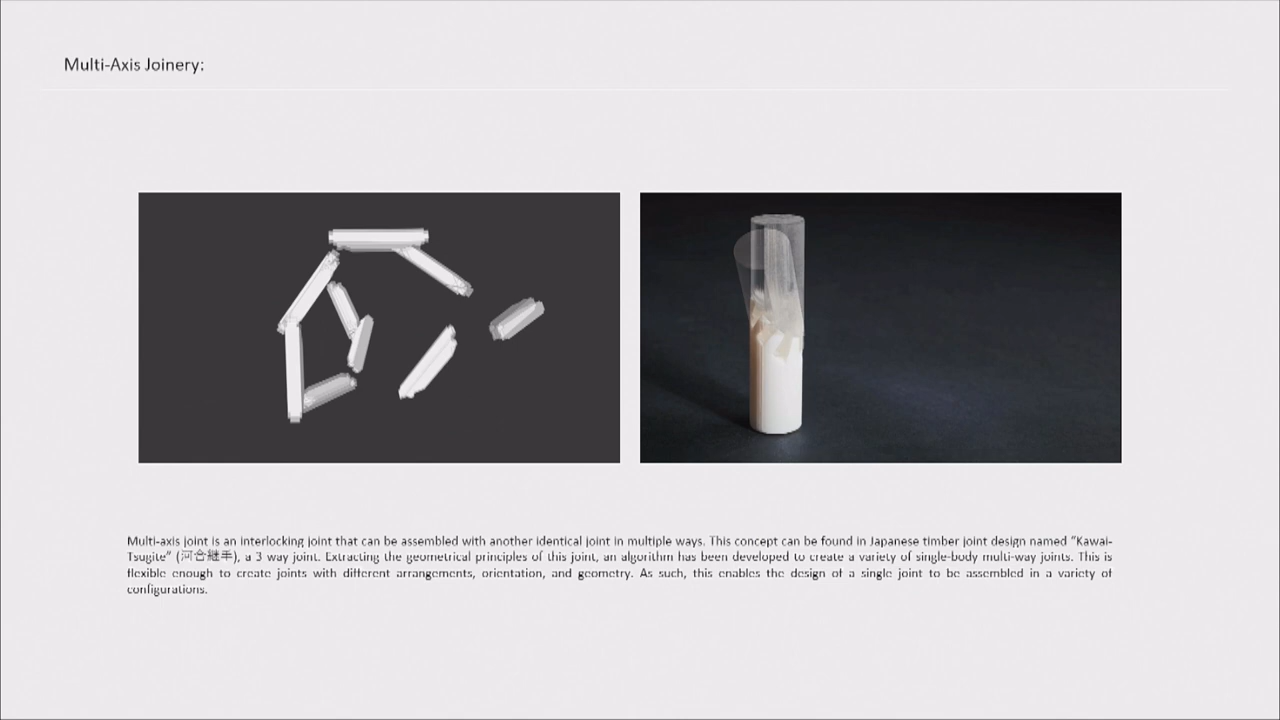 Multi-Axis Joinery:
Multi-axis joint is an interlocking joint that can be assembled with another identical joint in multiple ways. This concept can be found in Japanese timber joint design named "Kawai-
Tsugite" (河合継手), a 3 way joint. Extracting the geometrical principles of this joint, an algorithm has been developed to create a variety of single-body multi-way joints. This is
flexible enough to create joints with different arrangements, orientation, and geometry. As such, this enables the design of a single joint to be assembled in a variety of
configurations.